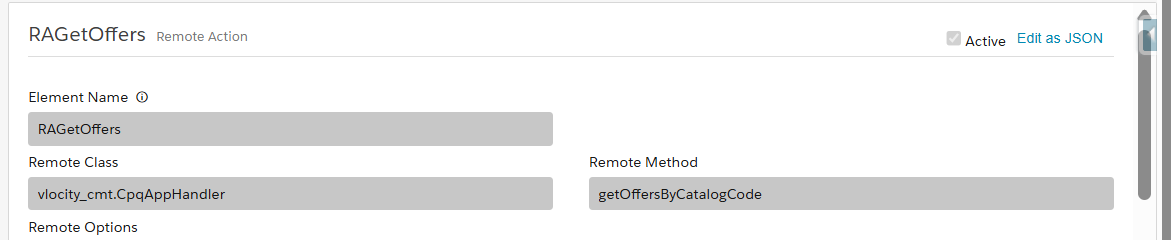 RAGetOffers Remote Action
Active Edit as JSON
Element Name
RAGetOffers
Remote Class Remote Method
vlocity_cmt.CpqAppHandler getOffersByCatalogCode
Remote Options